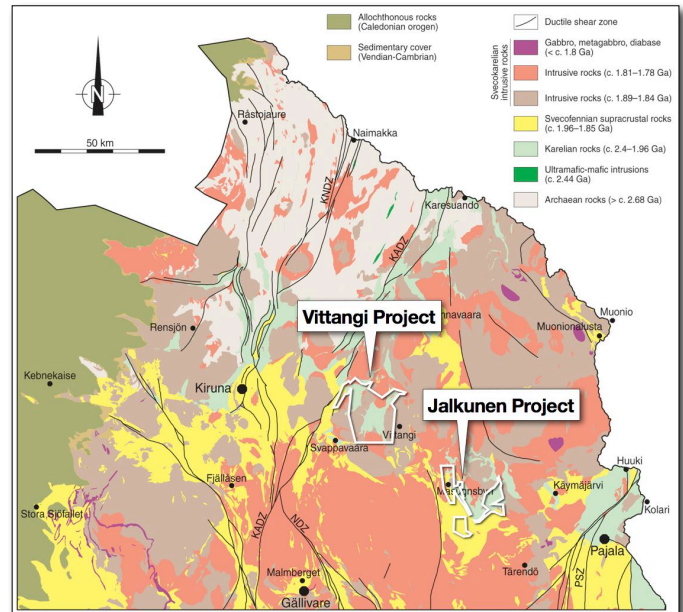 Allochthonous rocks
(Caledonian orogen)
Sedimentary cover
(Vendian-Cambrian)
Ductile shear zone
Svecokarelian
intrusive rocks
Gabbro, metagabbro, diabase
(< c. 1.8 Ga)
Intrusive rocks (c. 1.81–1.78 Ga)
Intrusive rocks (c. 1.89–1.84 Ga)
Svecofennian supracrustal rocks
(c. 1.96–1.85 Ga)
Karelian rocks (c. 2.4–1.96 Ga)
Ultramafic-mafic intrusions
(c. 2.44 Ga)
Archaean rocks (> c. 2.68 Ga)
N
50 km
Råstojaure
Naimakka
KNDZ
Karesuando
KADZ
Vittangi Project
nnavaara
Muonio
Muonionalusta
Rensjön
Kebnekaise
Kiruna
Jalkunen Project
Svappavaara
Vittangi
Huuki
Fjällåsen
Käymäjärvi
Kolari
Stora Sjöfallet
KADZ
NDZ
Pajala
Tärendö
PSZ
Malmberget
Gällivare